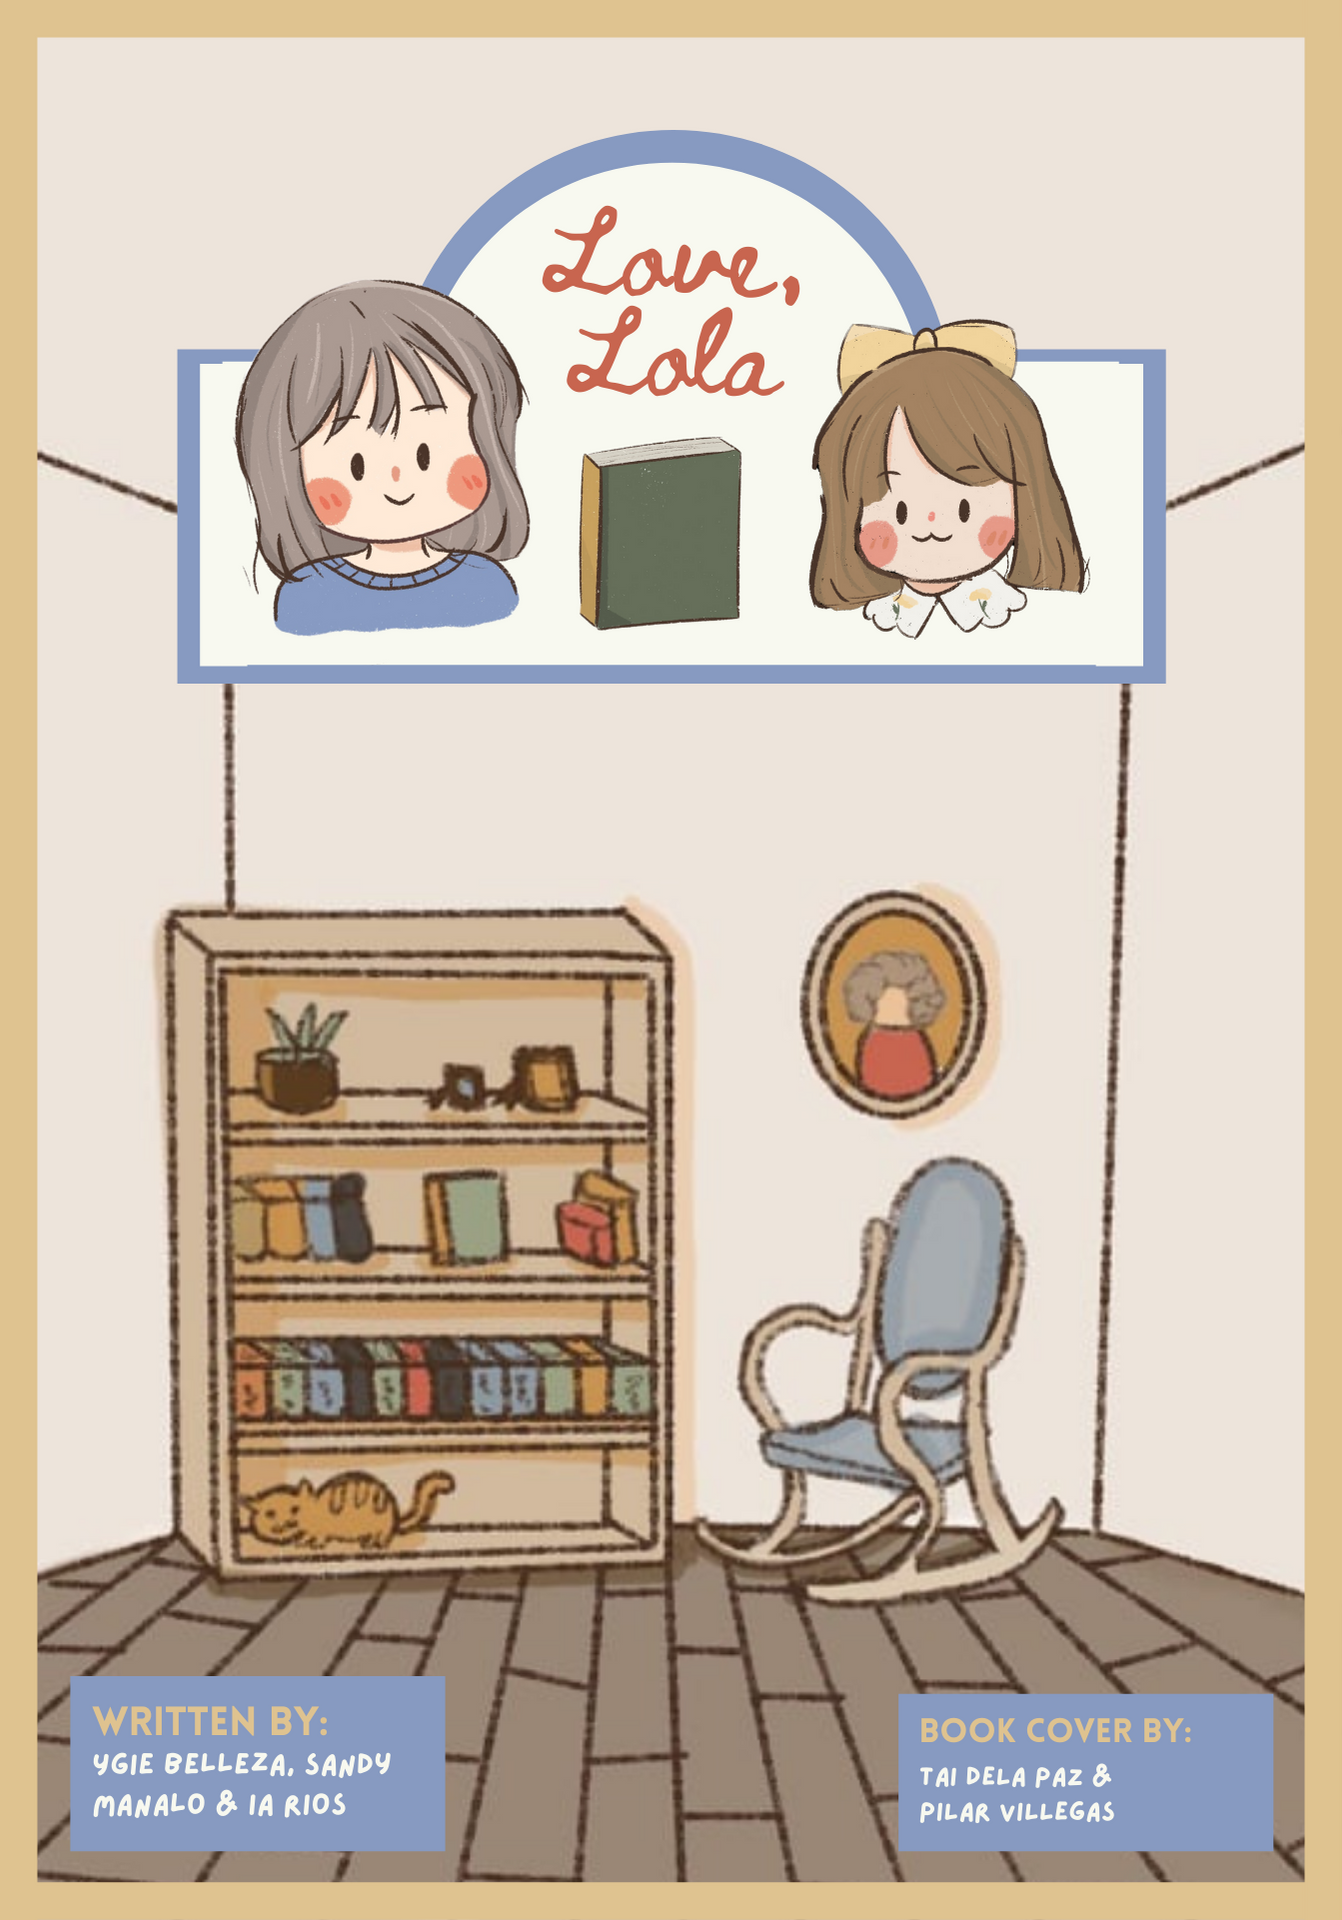 Love,
Lola
WRITTEN BY:
YGIE BELLEZA, SANDY
MANALO & IA RIOS
BOOK COVER BY:
TAI DELA PAZ &
PILAR VILLEGAS